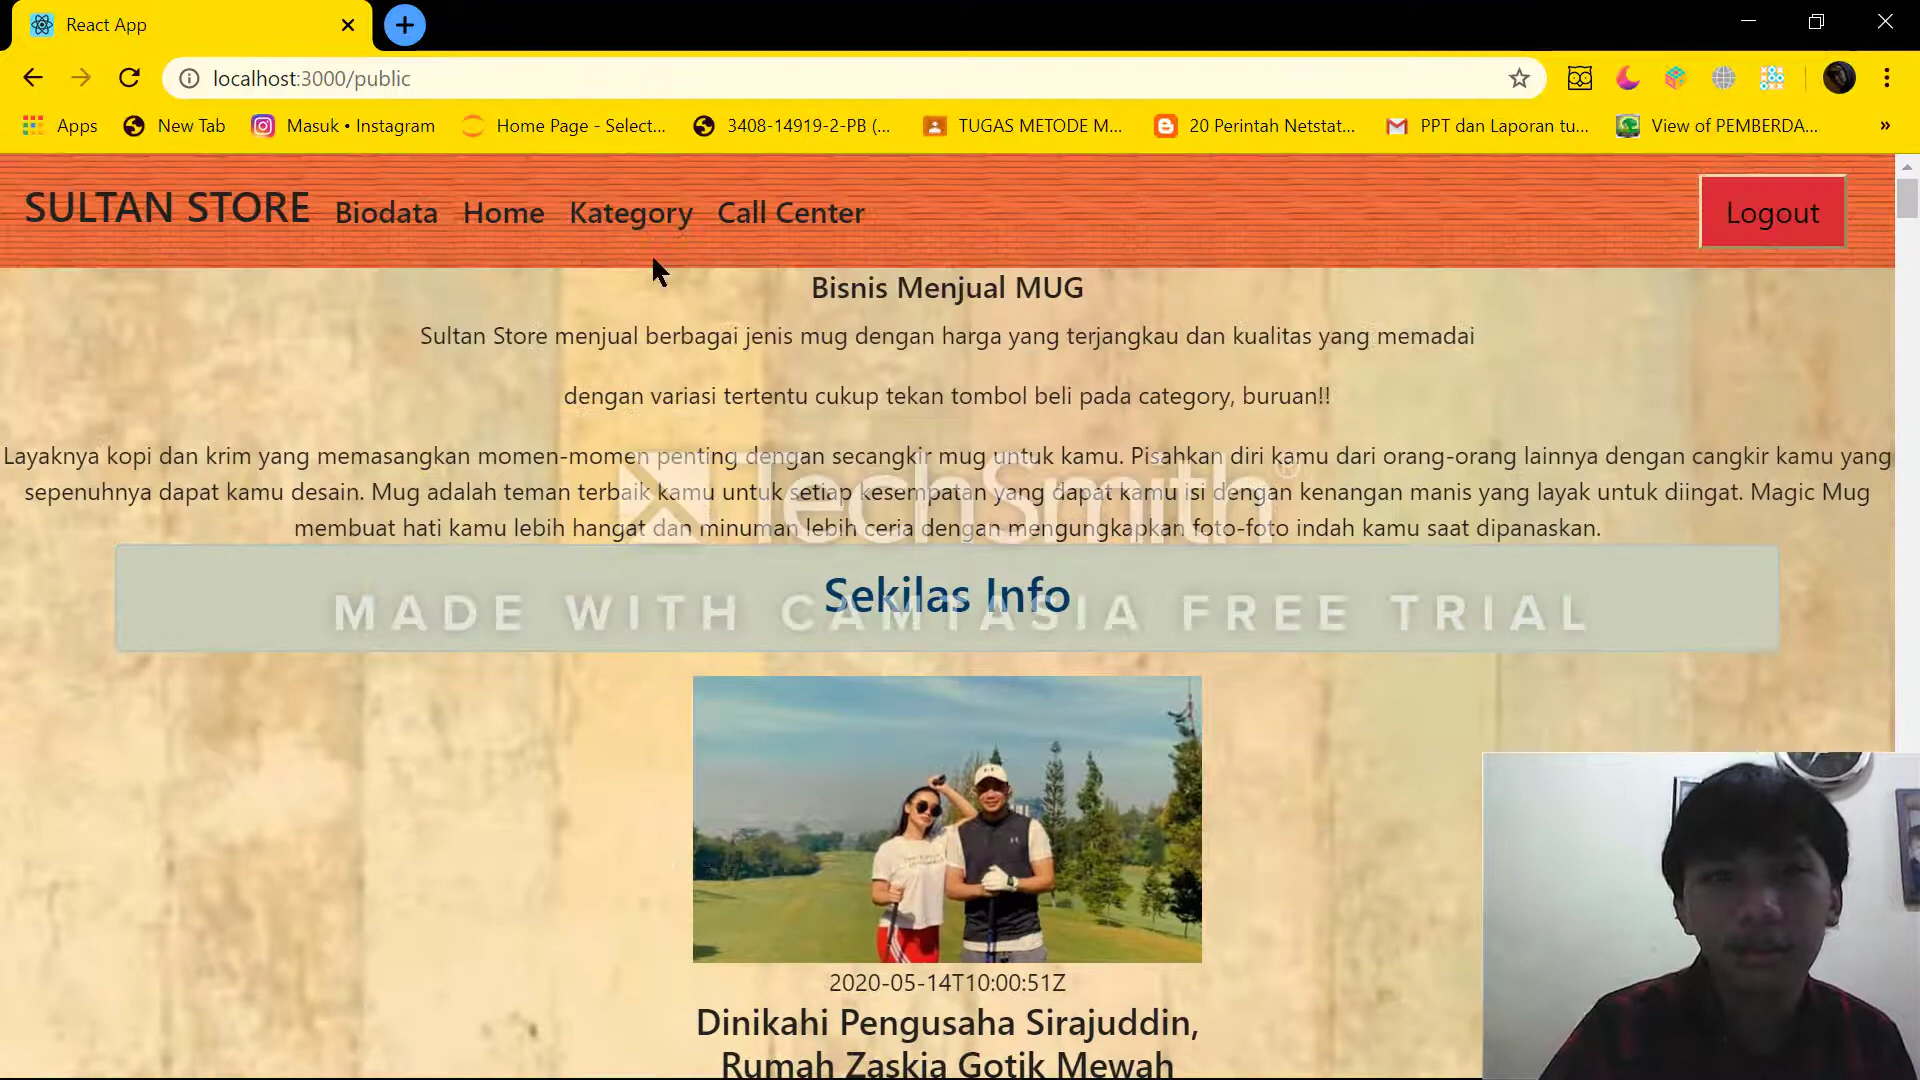 React App
localhost:3000/public
Apps
New Tab
Masuk • Instagram
Home Page - Select...
3408-14919-2-PB (...
TUGAS METODE M...
20 Perintah Netstat...
PPT dan Laporan tu...
View of PEMBERDA...
»
SULTAN STORE
Biodata
Home
Kategory
Call Center
Logout
Bisnis Menjual MUG
Sultan Store menjual berbagai jenis mug dengan harga yang terjangkau dan kualitas yang memadai
dengan variasi tertentu cukup tekan tombol beli pada category, buruan!!
Layaknya kopi dan krim yang memasangkan momen-momen penting dengan secangkir mug untuk kamu. Pisahkan diri kamu dari orang-orang lainnya dengan cangkir kamu yang
sepenuhnya dapat kamu desain. Mug adalah teman terbaik kamu untuk setiap kesempatan yang dapat kamu isi dengan kenangan manis yang layak untuk diingat. Magic Mug
membuat hati kamu lebih hangat dan minuman lebih ceria dengan mengungkapkan foto-foto indah kamu saat dipanaskan.
TechSmith®
Sekilas Info
MADE WITH CAMTASIA FREE TRIAL
2020-05-14T10:00:51Z
Dinikahi Pengusaha Sirajuddin,
Rumah Zaskia Gotik Mewah